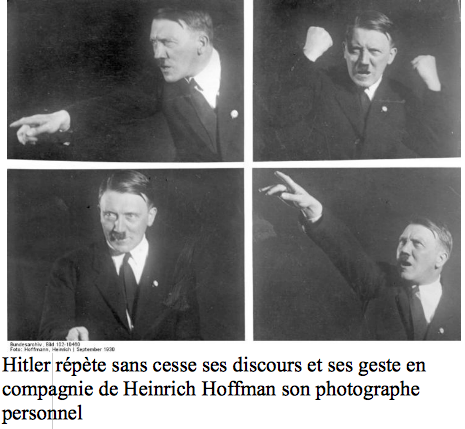 Bundesarchiv, Bild 102-10460
Foto: Hoffmann, Heinrich | September 1930
Hitler répète sans cesse ses discours et ses geste en
compagnie de Heinrich Hoffman son photographe
personnel